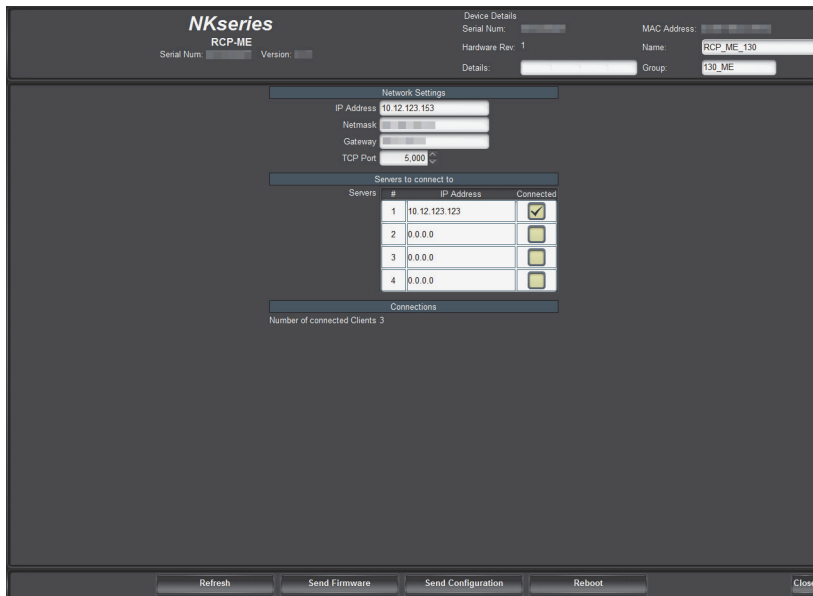 NKseries
RCP-ME
Serial Num: Version:
Device Details
Serial Num: MAC Address:
Hardware Rev: 1 Name: RCP_ME_130
Details: Group: 130_ME
Network Settings
IP Address 10.12.123.153
Netmask
Gateway
TCP Port 5,000
Servers to connect to
Servers # IP Address Connected
1 10.12.123.123
2 0.0.0.0
3 0.0.0.0
4 0.0.0.0
Connections
Number of connected Clients 3
Refresh Send Firmware Send Configuration Reboot Close